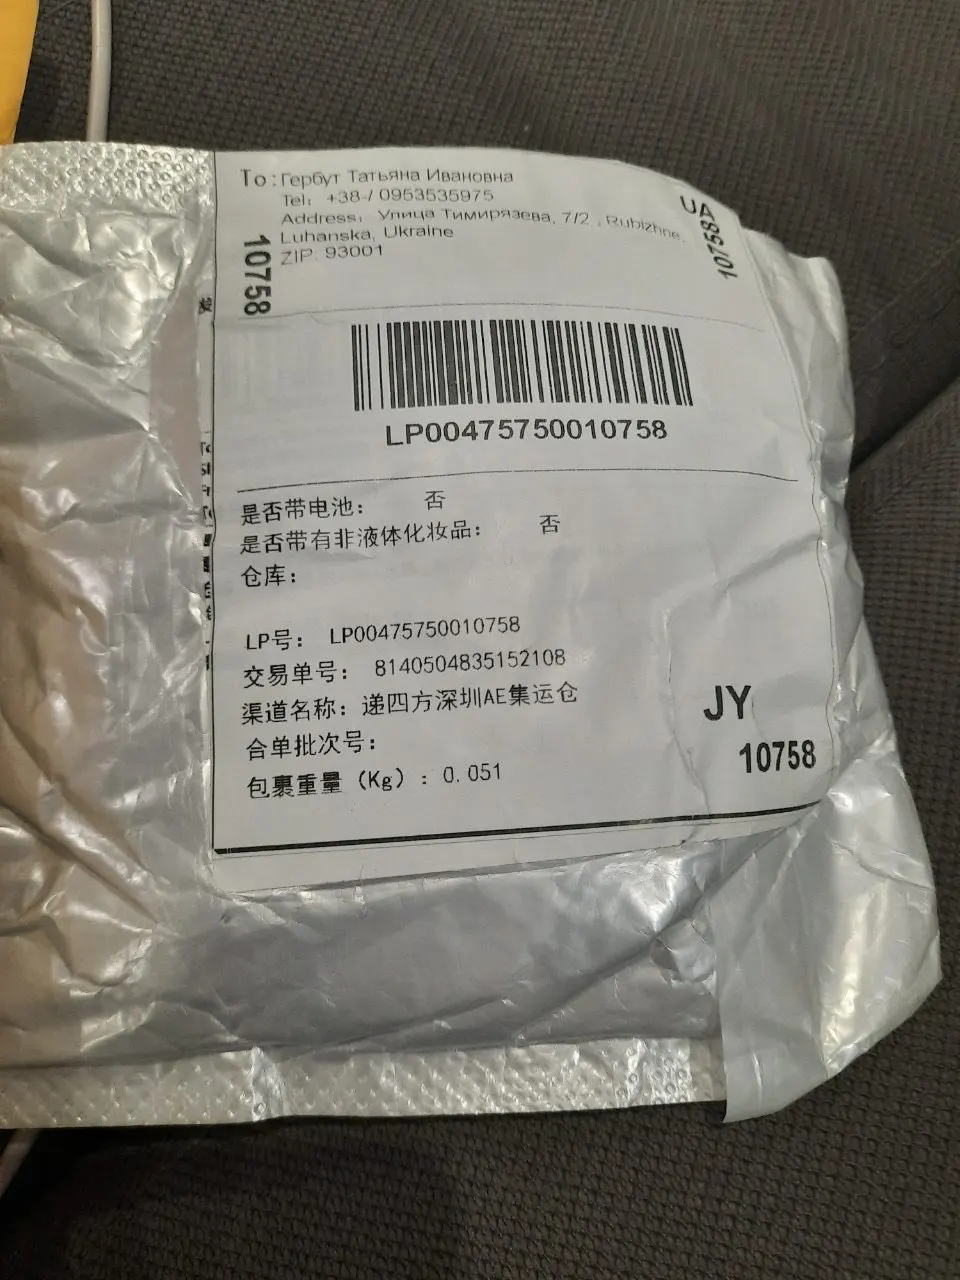 To: Гербут Татьяна Ивановна
Tel: +38-/ 0953535975
Address: Улица Тимирязева, 7/2 , Rubizhne,
Luhanska, Ukraine
ZIP: 93001
UA
10758
10758
LP00475750010758
是否带电池: 否
是否带有非液体化妆品: 否
仓库:
LP号: LP00475750010758
交易单号: 8140504835152108
渠道名称: 递四方深圳AE集运仓
合单批次号:
包裹重量 (Kg) : 0.051
JY
10758